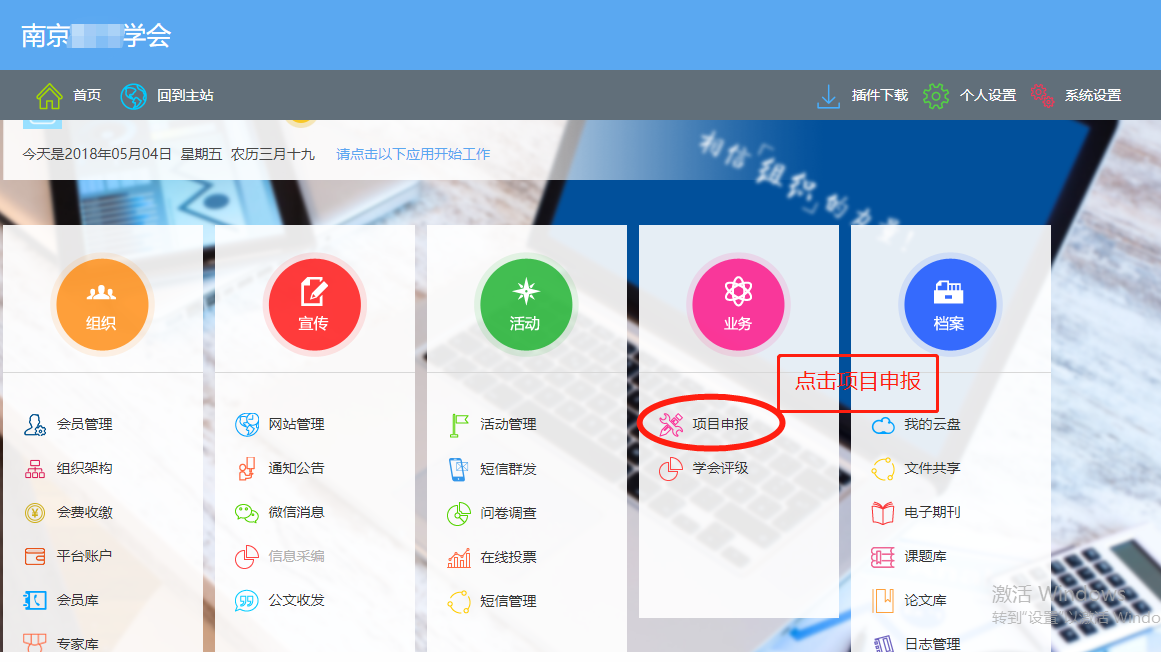 南京 学会
首页 回到主站 插件下载 个人设置 系统设置
今天是2018年05月04日 星期五 农历三月十九 请点击以下应用开始工作
相信「组织」的力量!
组织 宣传 活动 业务 档案
点击项目申报
会员管理 网站管理 活动管理 项目申报 我的云盘
组织架构 通知公告 短信群发 学会评级 文件共享
会费收缴 微信消息 问卷调查 电子期刊
平台账户 信息采编 在线投票 课题库
会员库 公文收发 短信管理 论文库
专家库 日志管理
激活 Windows
转到"设置"以激活 Windo